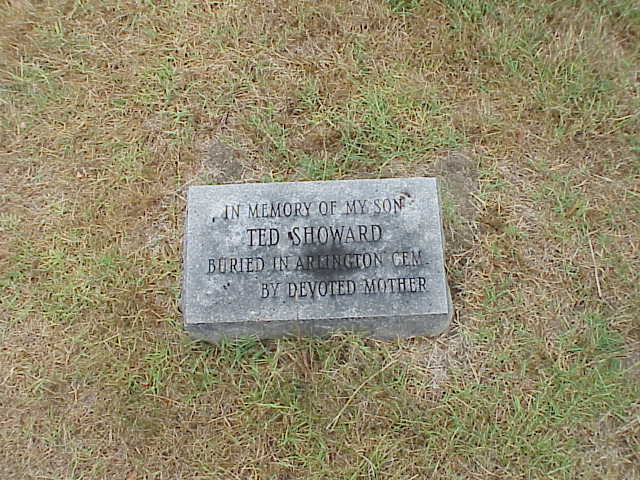 IN MEMORY OF MY SON
TED SHOWARD
BURIED IN ARLINGTON CEM.
BY DEVOTED MOTHER